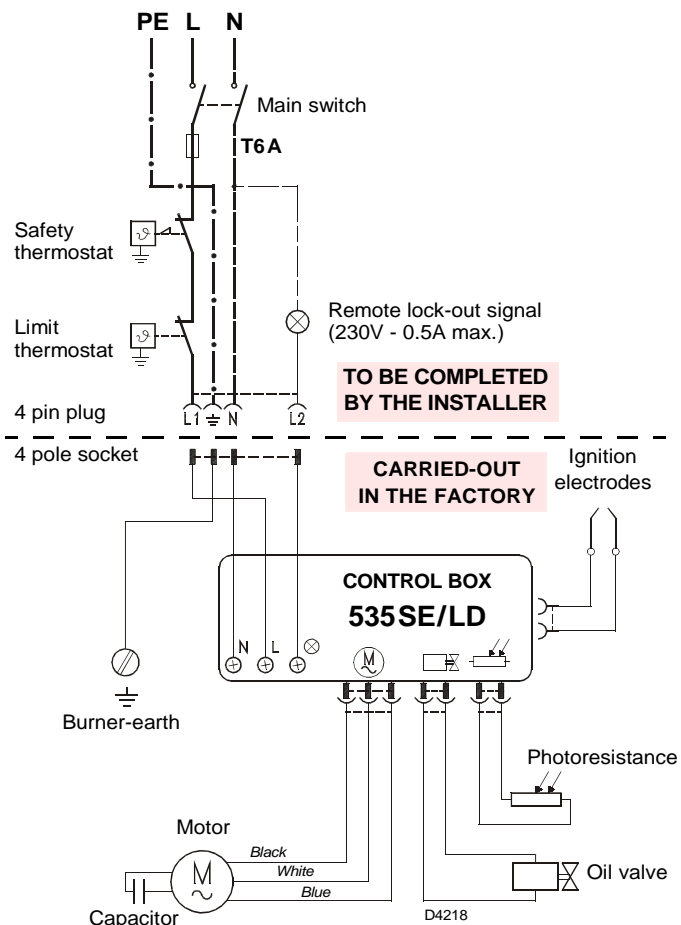 PE L N
Main switch
T6A
Safety
thermostat
ϑ
Limit
thermostat
ϑ
Remote lock-out signal
(230V - 0.5A max.)
TO BE COMPLETED
BY THE INSTALLER
4 pin plug
L1 N L2
4 pole socket
CARRIED-OUT
IN THE FACTORY
Ignition
electrodes
CONTROL BOX
535SE/LD
N L
M
Burner-earth
Photoresistance
Motor
Black
White
Blue
M
Oil valve
Capacitor
D4218